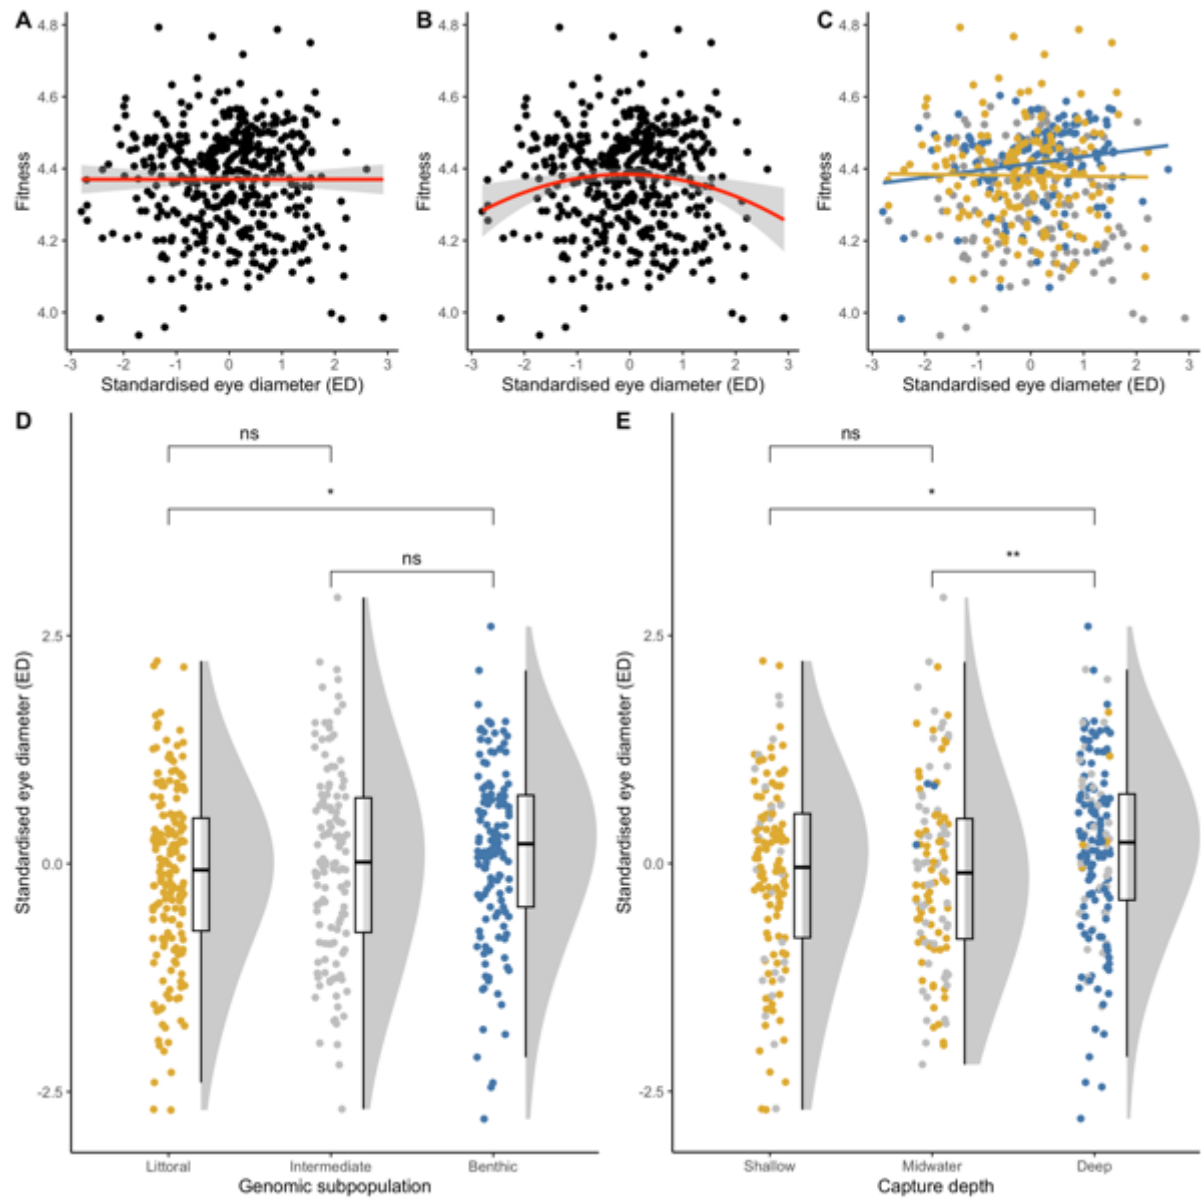 A
B
C
4.8
4.6
4.4
4.2
4.0
Fitness
-3 -2 -1 0 1 2 3
Standardised eye diameter (ED)
4.8
4.6
4.4
4.2
4.0
Fitness
-3 -2 -1 0 1 2 3
Standardised eye diameter (ED)
4.8
4.6
4.4
4.2
4.0
Fitness
-3 -2 -1 0 1 2 3
Standardised eye diameter (ED)
D
ns
*
ns
2.5
0.0
-2.5
Standardised eye diameter (ED)
Littoral Intermediate Benthic
Genomic subpopulation
E
ns
*
**
2.5
0.0
-2.5
Standardised eye diameter (ED)
Shallow Midwater Deep
Capture depth